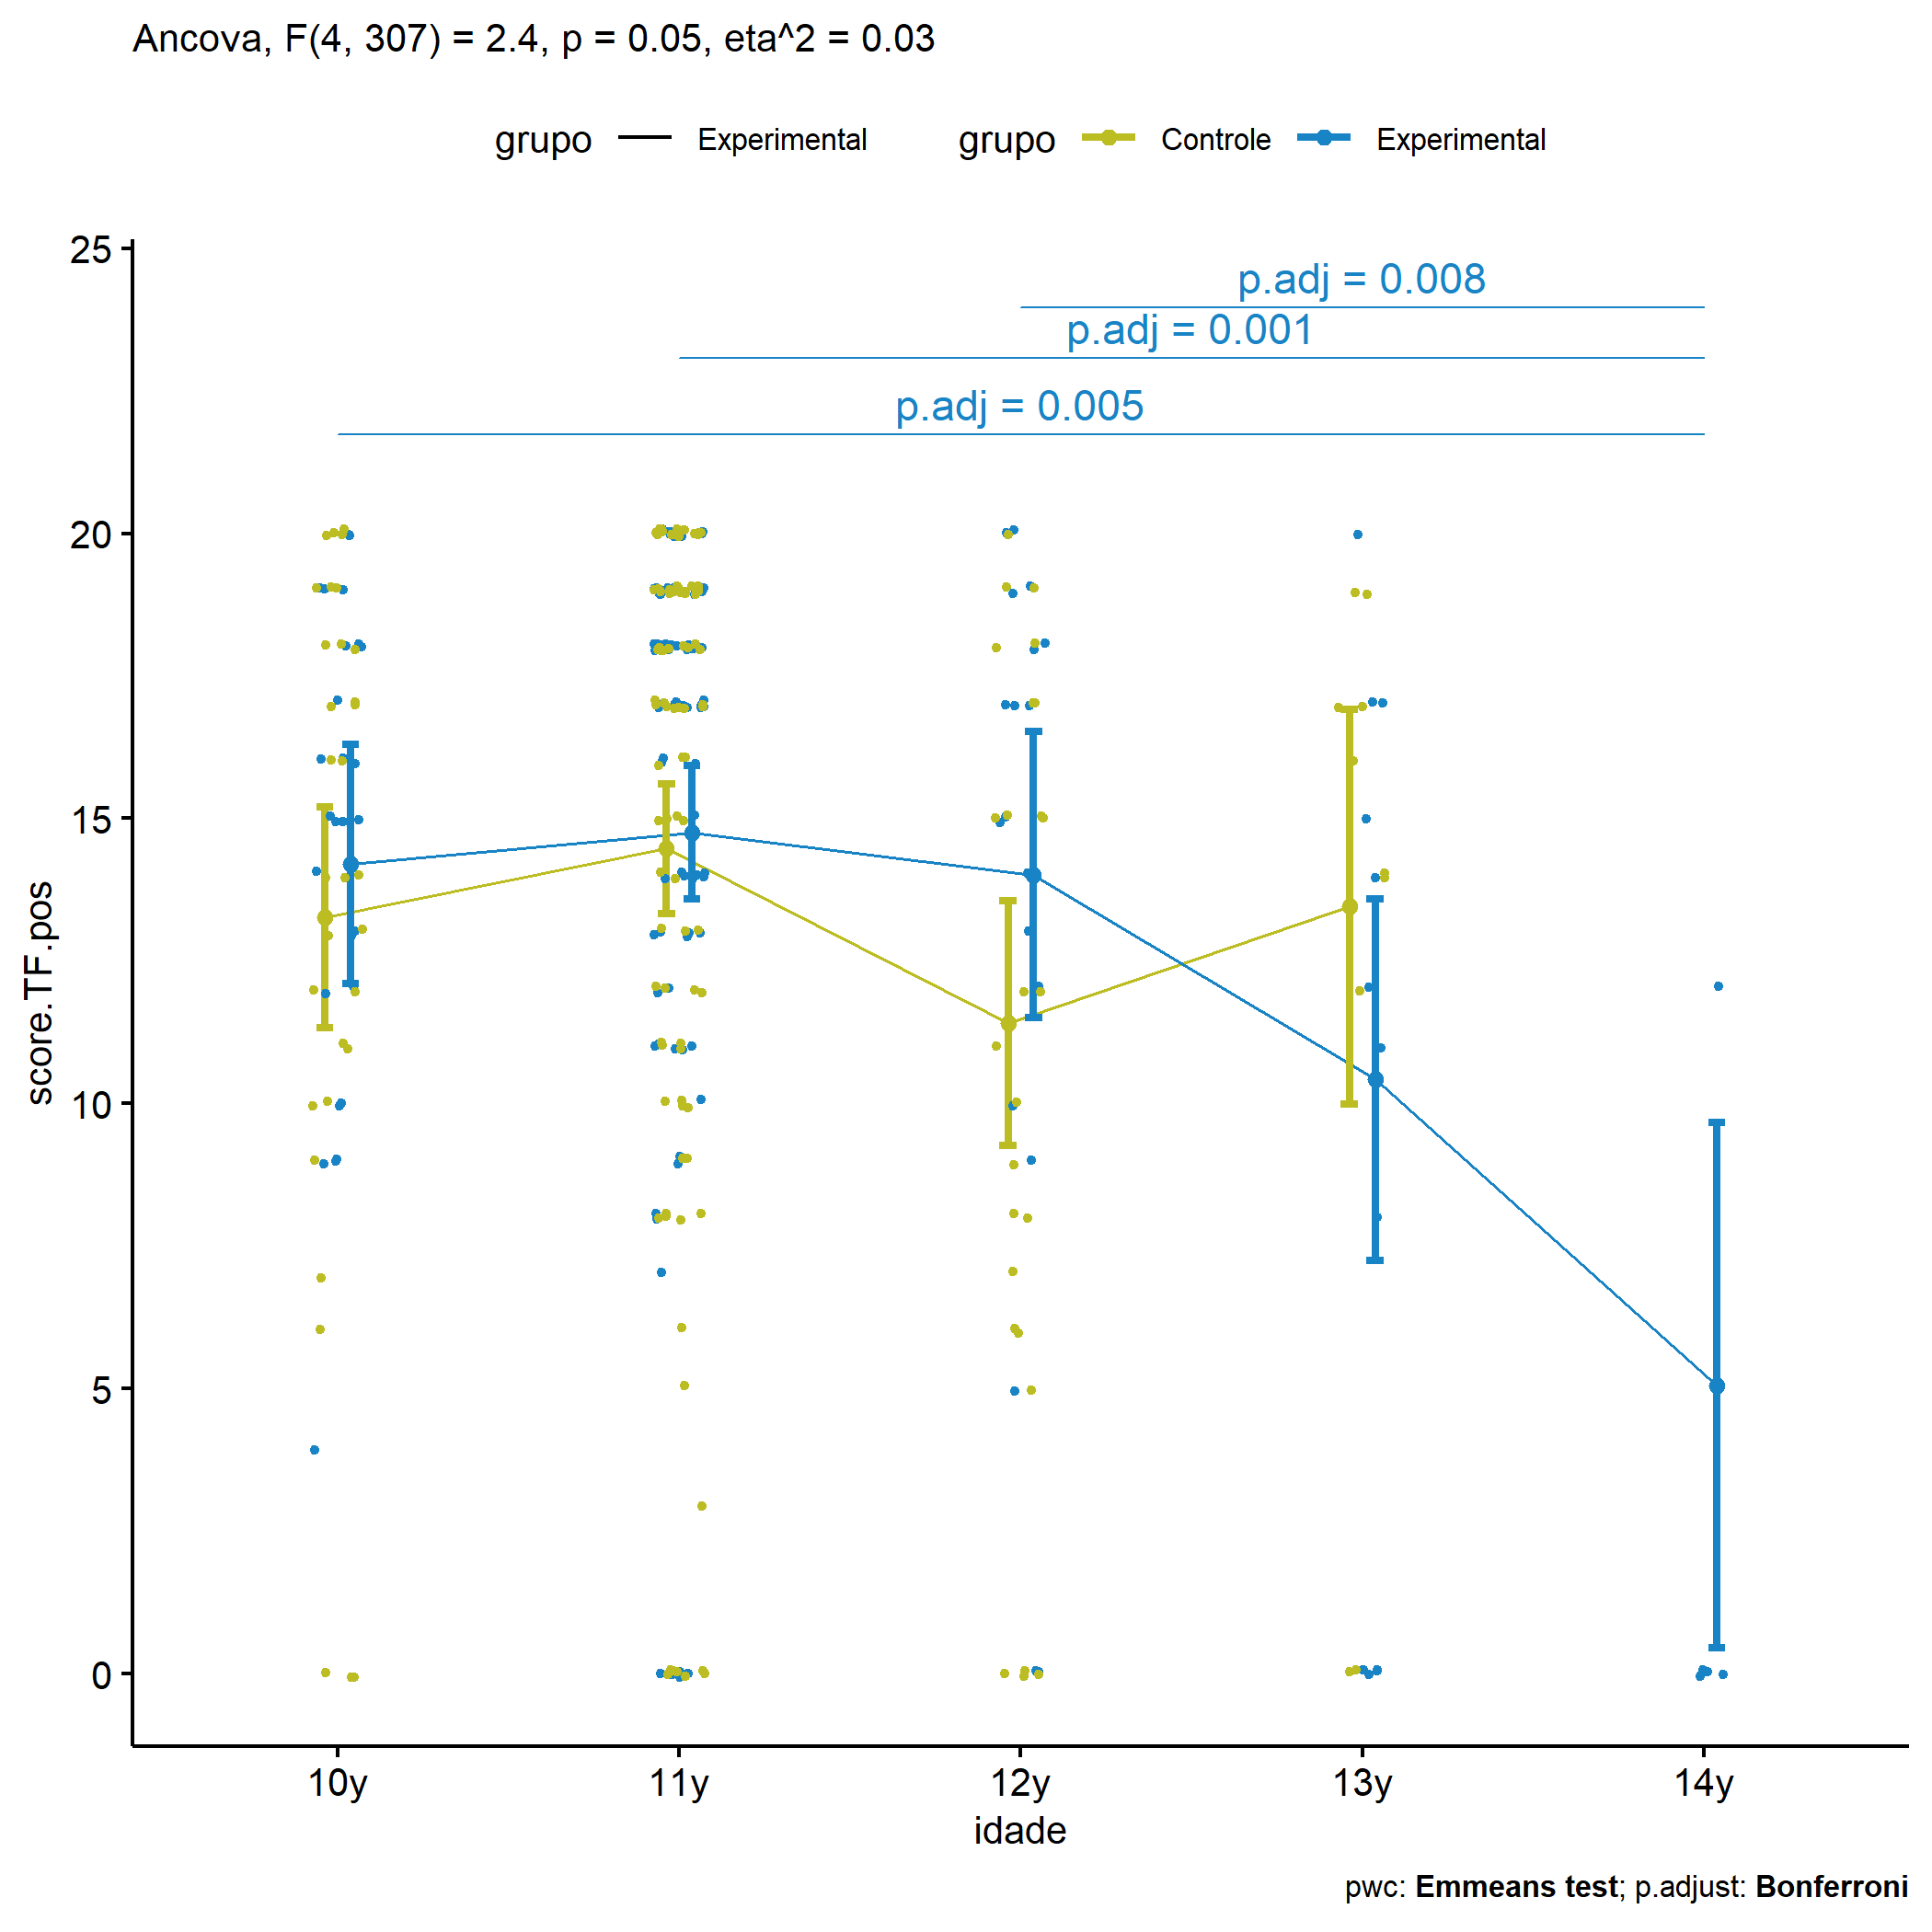 Ancova, F(4, 307) = 2.4, p = 0.05, eta^2 = 0.03
grupo Experimental grupo Controle Experimental
25
p.adj = 0.008
p.adj = 0.001
p.adj = 0.005
20
15
score.TF.pos
10
5
0
10y 11y 12y 13y 14y
idade
pwc: Emmeans test; p.adjust: Bonferroni